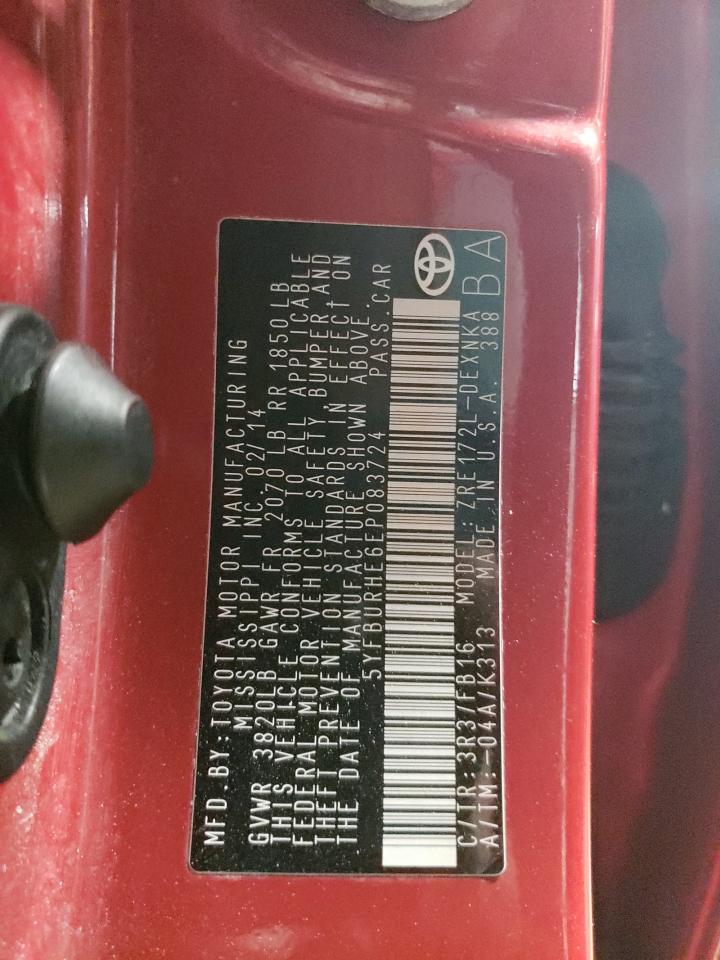 MFD.BY:TOYOTA MOTOR MANUFACTURING
MISSISSIPPI INC.02/14
GVWR 3820LB GAWR FR 2070 LB RR 1850 LB
THIS VEHICLE CONFORMS TO ALL APPLICABLE
FEDERAL MOTOR VEHICLE SAFETY, BUMPER, AND
THEFT PREVENTION STANDARDS IN EFFECT ON
THE DATE OF MANUFACTURE SHOWN ABOVE.
5YFBURHE6EP083724 PASS.CAR
C/TR:3R3/FB16 MODEL:ZRE172L-DEXNKA
A/TM:-04A/K313 MADE IN U.S.A. 388
BA